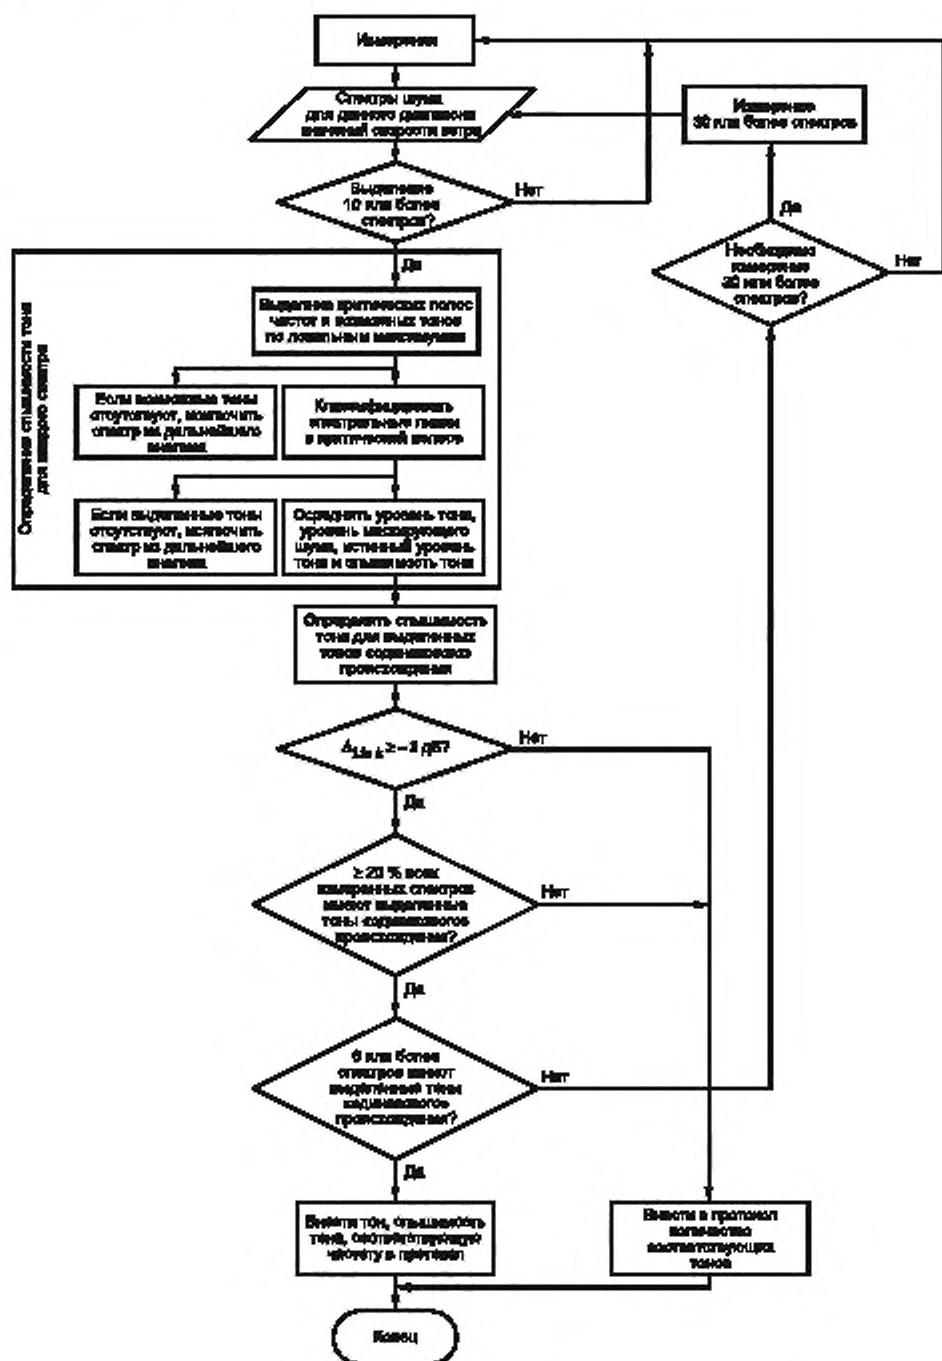 Измерения
Спектры шума
для данного диапазона
значений скорости ветра
Измерение
30 или более спектров
Выделение
10 или более
спектров?
Нет
Да
Необходимо
измерение
20 или более
спектров?
Нет
Да
Определение слышимости тона
для каждого спектра
Выделение критических полос
частот и возможных тонов
по локальным максимумам
Если возможные тоны
отсутствуют, исключить
спектр из дальнейшего
анализа
Классифицировать
спектральные линии
в критической полосе
Если выделенные тоны
отсутствуют, исключить
спектр из дальнейшего
анализа
уровень тона,
уровень маскирующего
шума, истинный уровень
тона и слышимость тона
Определить слышимость
тона для выделенных
тонов «одинакового»
происхождения
≥ – 3 дБ?
Нет
Да
≥ 20 % всех
измеренных спектров
имеют выделенные
тоны «одинакового»
происхождения?
Нет
Да
6 или более
спектров имеют
выделенные тоны
«одинакового»
происхождения?
Нет
Да
Внести тон, слышимость
тона, соответствующую
частоту в протокол
Внести в протокол
количество
соответствующих
тонов
Конец